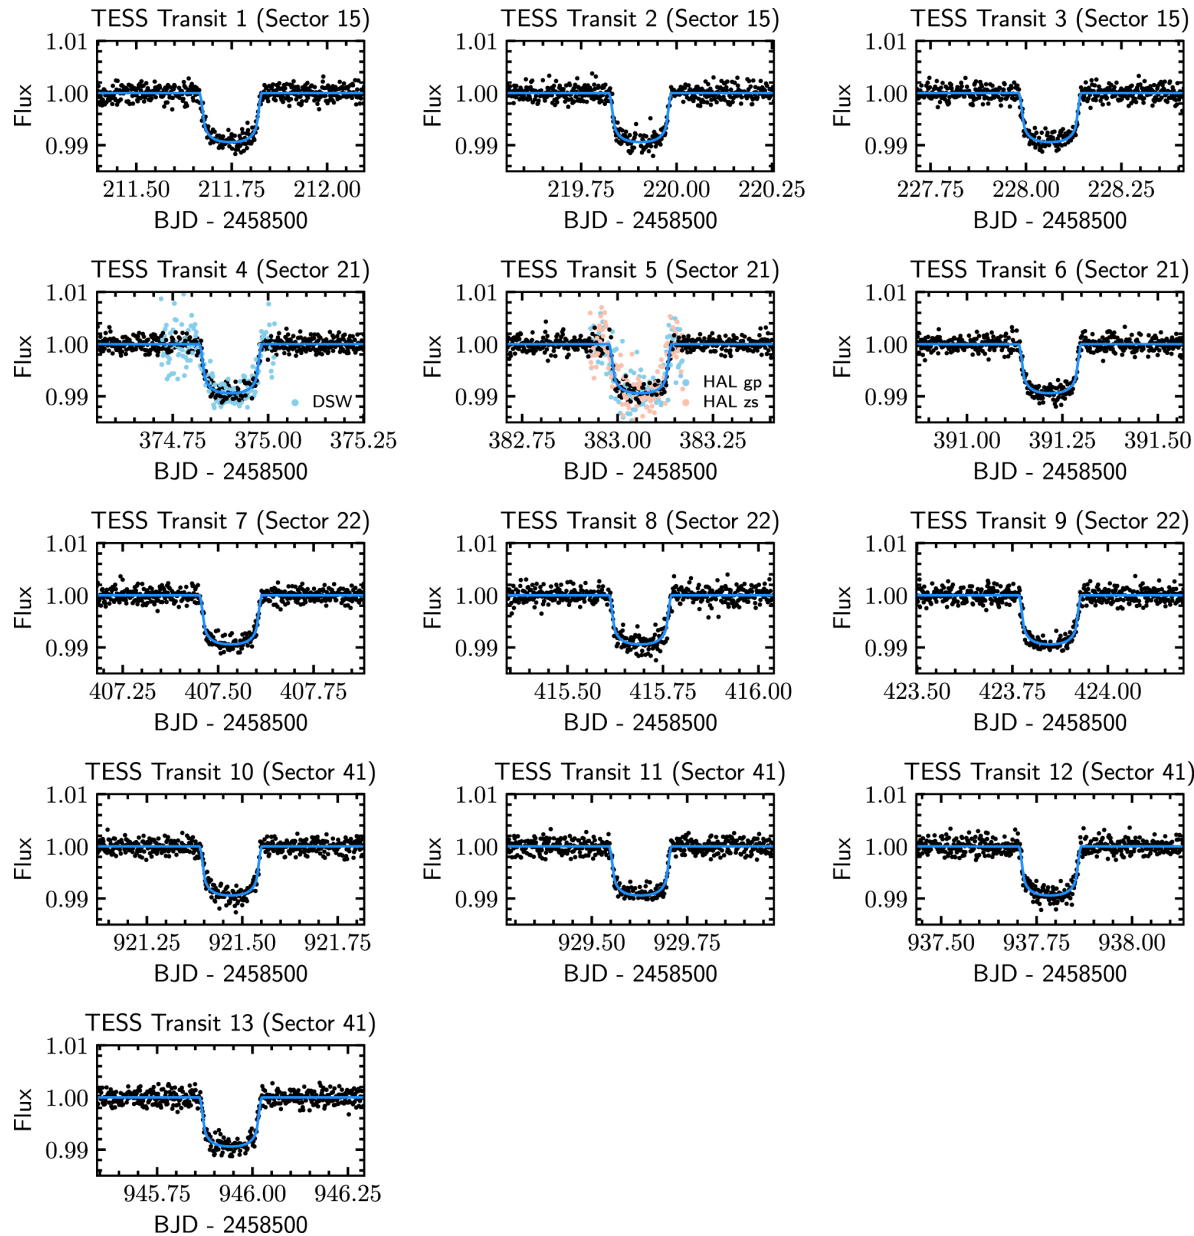 TESS Transit 1 (Sector 15)
TESS Transit 2 (Sector 15)
TESS Transit 3 (Sector 15)
1.01
1.00
0.99
Flux
211.50 211.75 212.00
BJD - 2458500
1.01
1.00
0.99
Flux
219.75 220.00 220.25
BJD - 2458500
1.01
1.00
0.99
Flux
227.75 228.00 228.25
BJD - 2458500
TESS Transit 4 (Sector 21)
TESS Transit 5 (Sector 21)
TESS Transit 6 (Sector 21)
1.01
1.00
0.99
Flux
DSW
374.75 375.00 375.25
BJD - 2458500
1.01
1.00
0.99
Flux
HAL gp
HAL zs
382.75 383.00 383.25
BJD - 2458500
1.01
1.00
0.99
Flux
391.00 391.25 391.50
BJD - 2458500
TESS Transit 7 (Sector 22)
TESS Transit 8 (Sector 22)
TESS Transit 9 (Sector 22)
1.01
1.00
0.99
Flux
407.25 407.50 407.75
BJD - 2458500
1.01
1.00
0.99
Flux
415.50 415.75 416.00
BJD - 2458500
1.01
1.00
0.99
Flux
423.50 423.75 424.00
BJD - 2458500
TESS Transit 10 (Sector 41)
TESS Transit 11 (Sector 41)
TESS Transit 12 (Sector 41)
1.01
1.00
0.99
Flux
921.25 921.50 921.75
BJD - 2458500
1.01
1.00
0.99
Flux
929.50 929.75
BJD - 2458500
1.01
1.00
0.99
Flux
937.50 937.75 938.00
BJD - 2458500
TESS Transit 13 (Sector 41)
1.01
1.00
0.99
Flux
945.75 946.00 946.25
BJD - 2458500